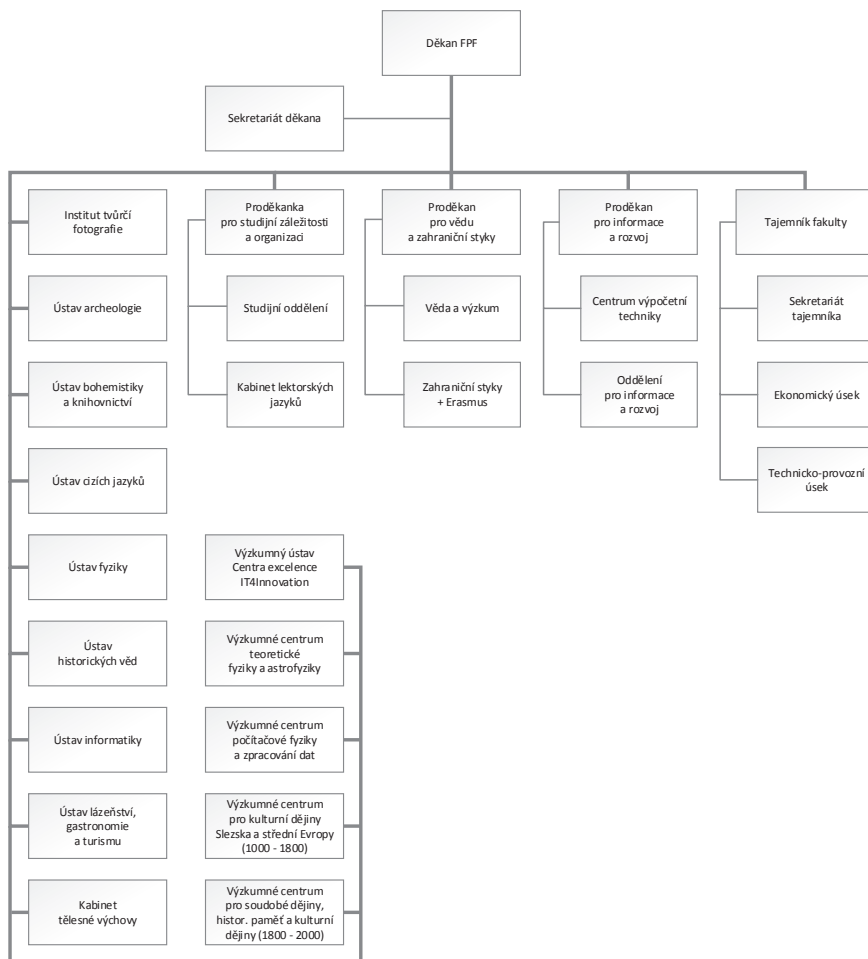 Děkan FPF
Sekretariát děkana
Institut tvůrčí
fotografie
Proděkanka
pro studijní záležitosti
a organizaci
Proděkan
pro vědu
a zahraniční styky
Proděkan
pro informace
a rozvoj
Tajemník fakulty
Ústav archeologie
Studijní oddělení
Věda a výzkum
Centrum výpočetní
techniky
Sekretariát
tajemníka
Ústav bohemistiky
a knihovnictví
Kabinet lektorských
jazyků
Zahraniční styky
+ Erasmus
Oddělení
pro informace
a rozvoj
Ekonomický úsek
Ústav cizích jazyků
Technicko-provozní
úsek
Ústav fyziky
Výzkumný ústav
Centra excelence
IT4Innovation
Ústav
historických věd
Výzkumné centrum
teoretické
fyziky a astrofyziky
Ústav informatiky
Výzkumné centrum
počítačové fyziky
a zpracování dat
Ústav lázeňství,
gastronomie
a turismu
Výzkumné centrum
pro kulturní dějiny
Slezska a střední Evropy
(1000 - 1800)
Kabinet
tělesné výchovy
Výzkumné centrum
pro soudobé dějiny,
histor. paměť a kulturní
dějiny (1800 - 2000)